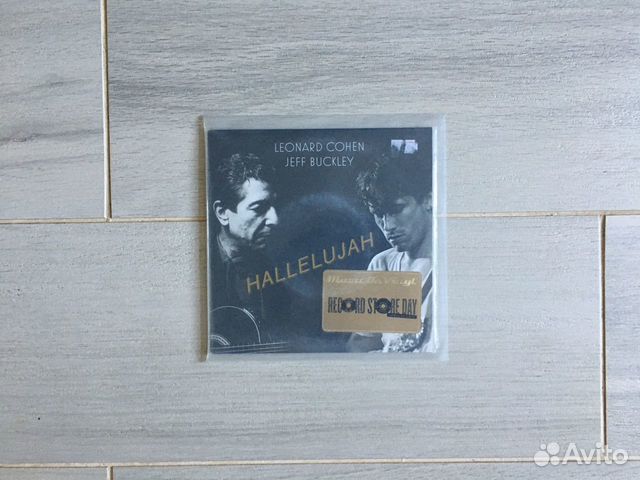 LEONARD COHEN
JEFF BUCKLEY
HALLELUJAH
Music On Vinyl
RECORD STORE DAY
Avito